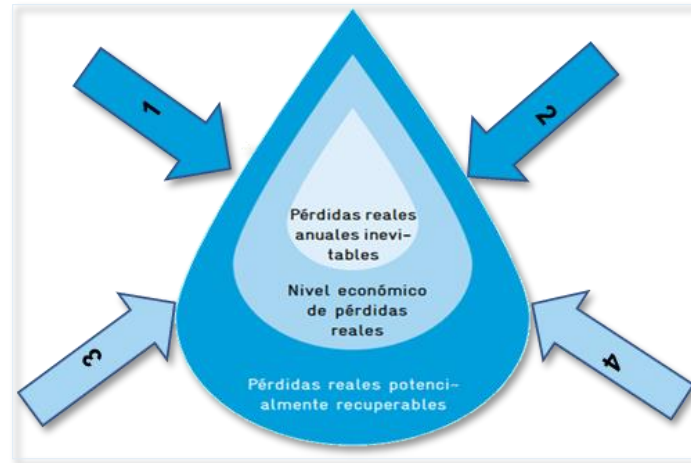 1
2
Pérdidas reales
anuales inevi-
tables
Nivel económico
de pérdidas
reales
3
4
Pérdidas reales potenci-
almente recuperables